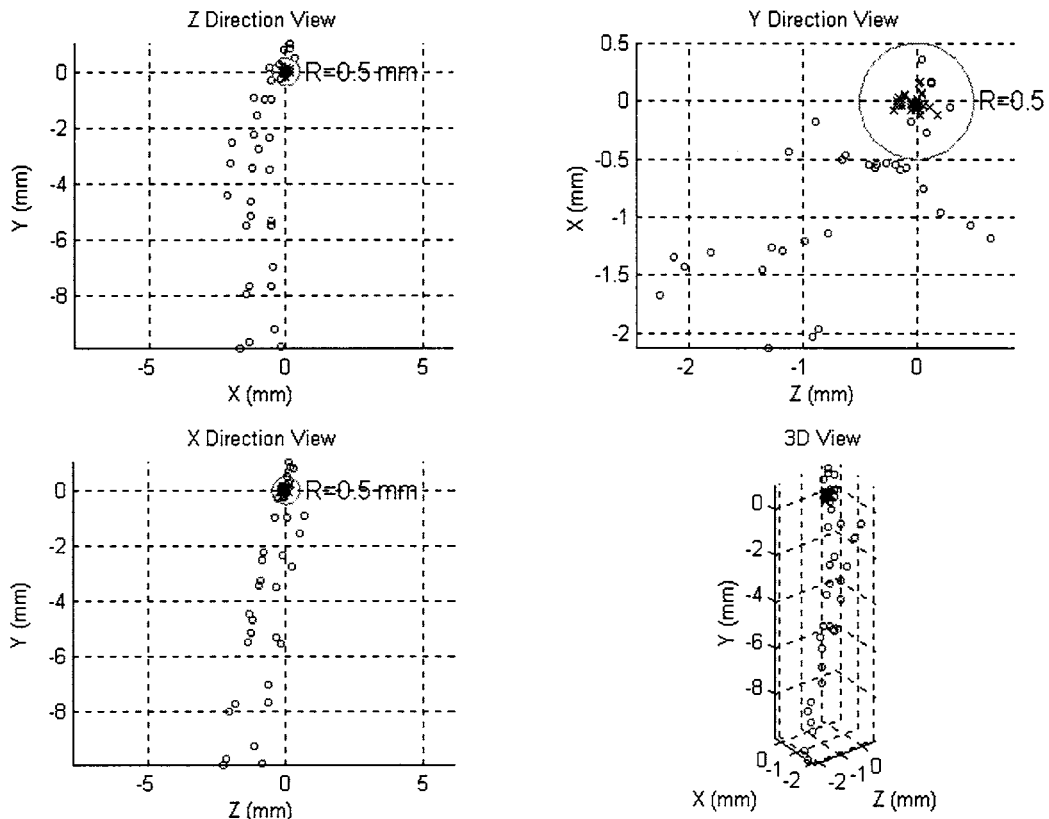 Z Direction View
0
-2
-4
-6
-8
Y (mm)
R=0.5 mm
-5
0
5
X (mm)
Y Direction View
0.5
0
-0.5
-1
-1.5
-2
X (mm)
R=0.5
-2
-1
0
Z (mm)
X Direction View
0
-2
-4
-6
-8
Y (mm)
R=0.5 mm
-5
0
5
Z (mm)
3D View
0
-2
-4
-6
-8
Y (mm)
0
-1
-2
-2
-1
0
X (mm)
Z (mm)